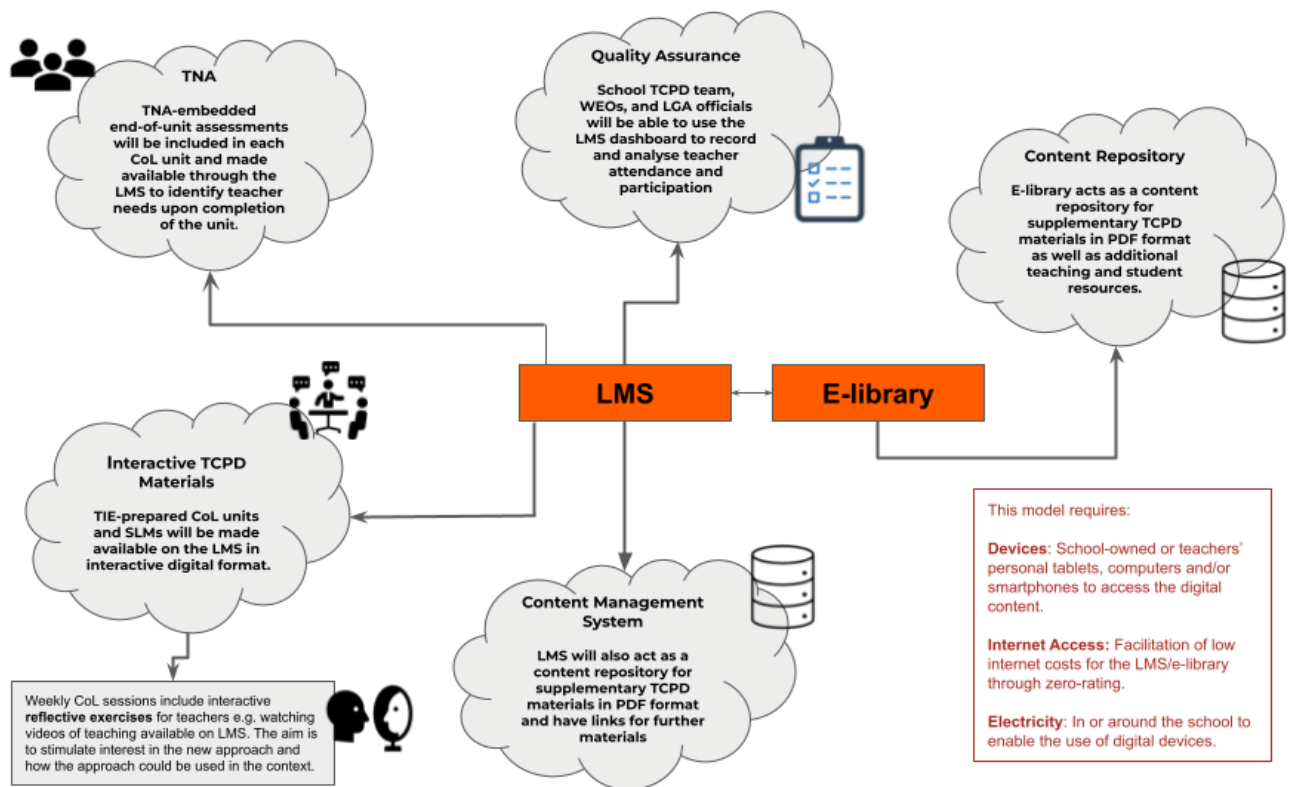 TNA
TNA-embedded
end-of-unit assessments
will be included in each
CoL unit and made
available through the
LMS to identify teacher
needs upon completion
of the unit.
Quality Assurance
School TCPD team,
WEOs, and LGA officials
will be able to use the
LMS dashboard to record
and analyse teacher
attendance and
participation
Content Repository
E-library acts as a content
repository for
supplementary TCPD
materials in PDF format
as well as additional
teaching and student
resources.
LMS
E-library
Interactive TCPD
Materials
TIE-prepared CoL units
and SLMs will be made
available on the LMS in
interactive digital format.
Content Management
System
LMS will also act as a
content repository for
supplementary TCPD
materials in PDF format
and have links for further
materials
Weekly CoL sessions include interactive
reflective exercises for teachers e.g. watching
videos of teaching available on LMS. The aim is
to stimulate interest in the new approach and
how the approach could be used in the context.
This model requires:
Devices: School-owned or teachers'
personal tablets, computers and/or
smartphones to access the digital
content.
Internet Access: Facilitation of low
internet costs for the LMS/e-library
through zero-rating.
Electricity: In or around the school to
enable the use of digital devices.